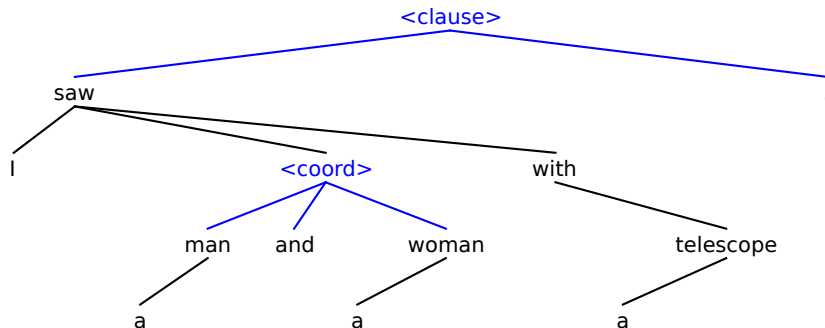 <clause>
saw
I <coord> with
man and woman telescope
a a a